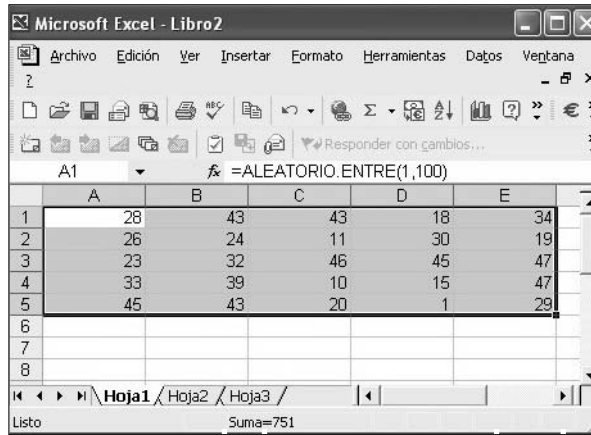 Microsoft Excel - Libro2
Archivo Edición Ver Insertar Formato Herramientas Datos Ventana
?
Responder con cambios...
A1 fx =ALEATORIO.ENTRE(1,100)
A B C D E
1 28 43 43 18 34
2 26 24 11 30 19
3 23 32 46 45 47
4 33 39 10 15 47
5 45 43 20 1 29
6
7
8
Hoja1 Hoja2 Hoja3
Listo Suma=751